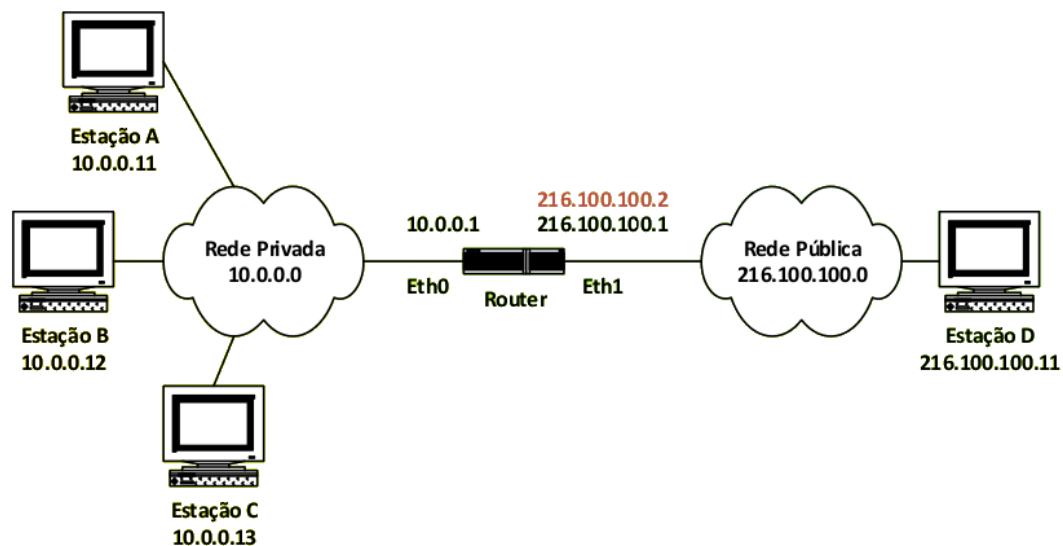 Estação A
10.0.0.11
Estação B
10.0.0.12
Estação C
10.0.0.13
Rede Privada
10.0.0.0
10.0.0.1
Eth0
Router
216.100.100.2
216.100.100.1
Eth1
Rede Pública
216.100.100.0
Estação D
216.100.100.11